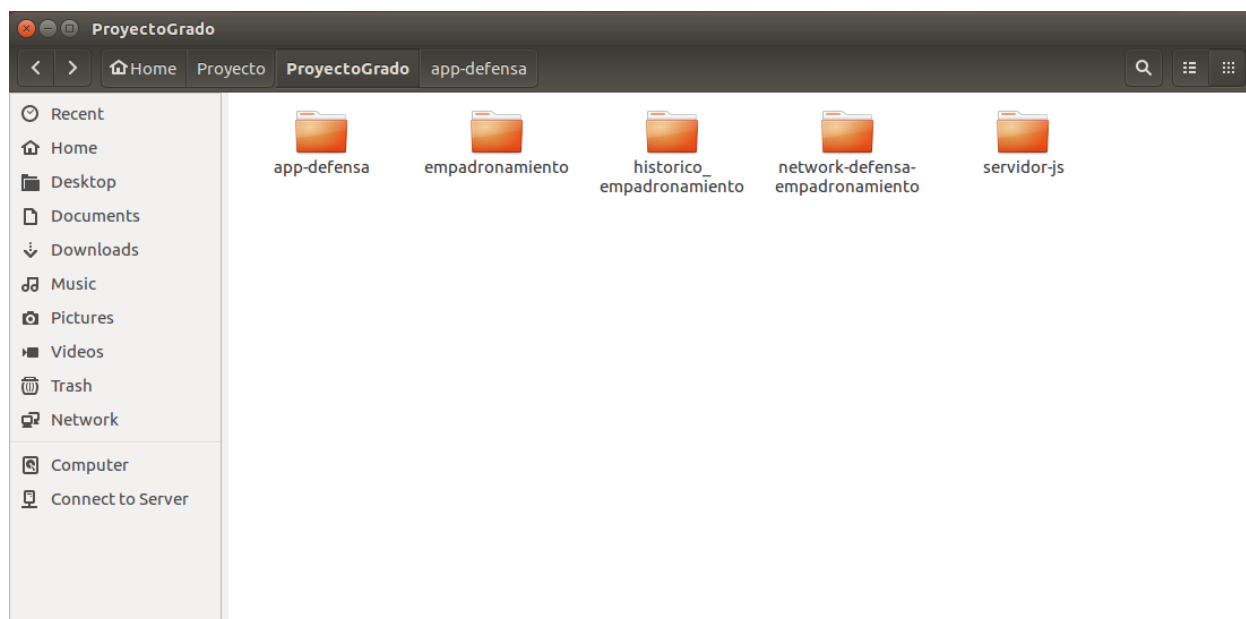 ProyectoGrado
Home Proyecto ProyectoGrado app-defensa
Recent
Home
Desktop
Documents
Downloads
Music
Pictures
Videos
Trash
Network
Computer
Connect to Server
app-defensa
empadronamiento
historico_
empadronamiento
network-defensa-
empadronamiento
servidor-js